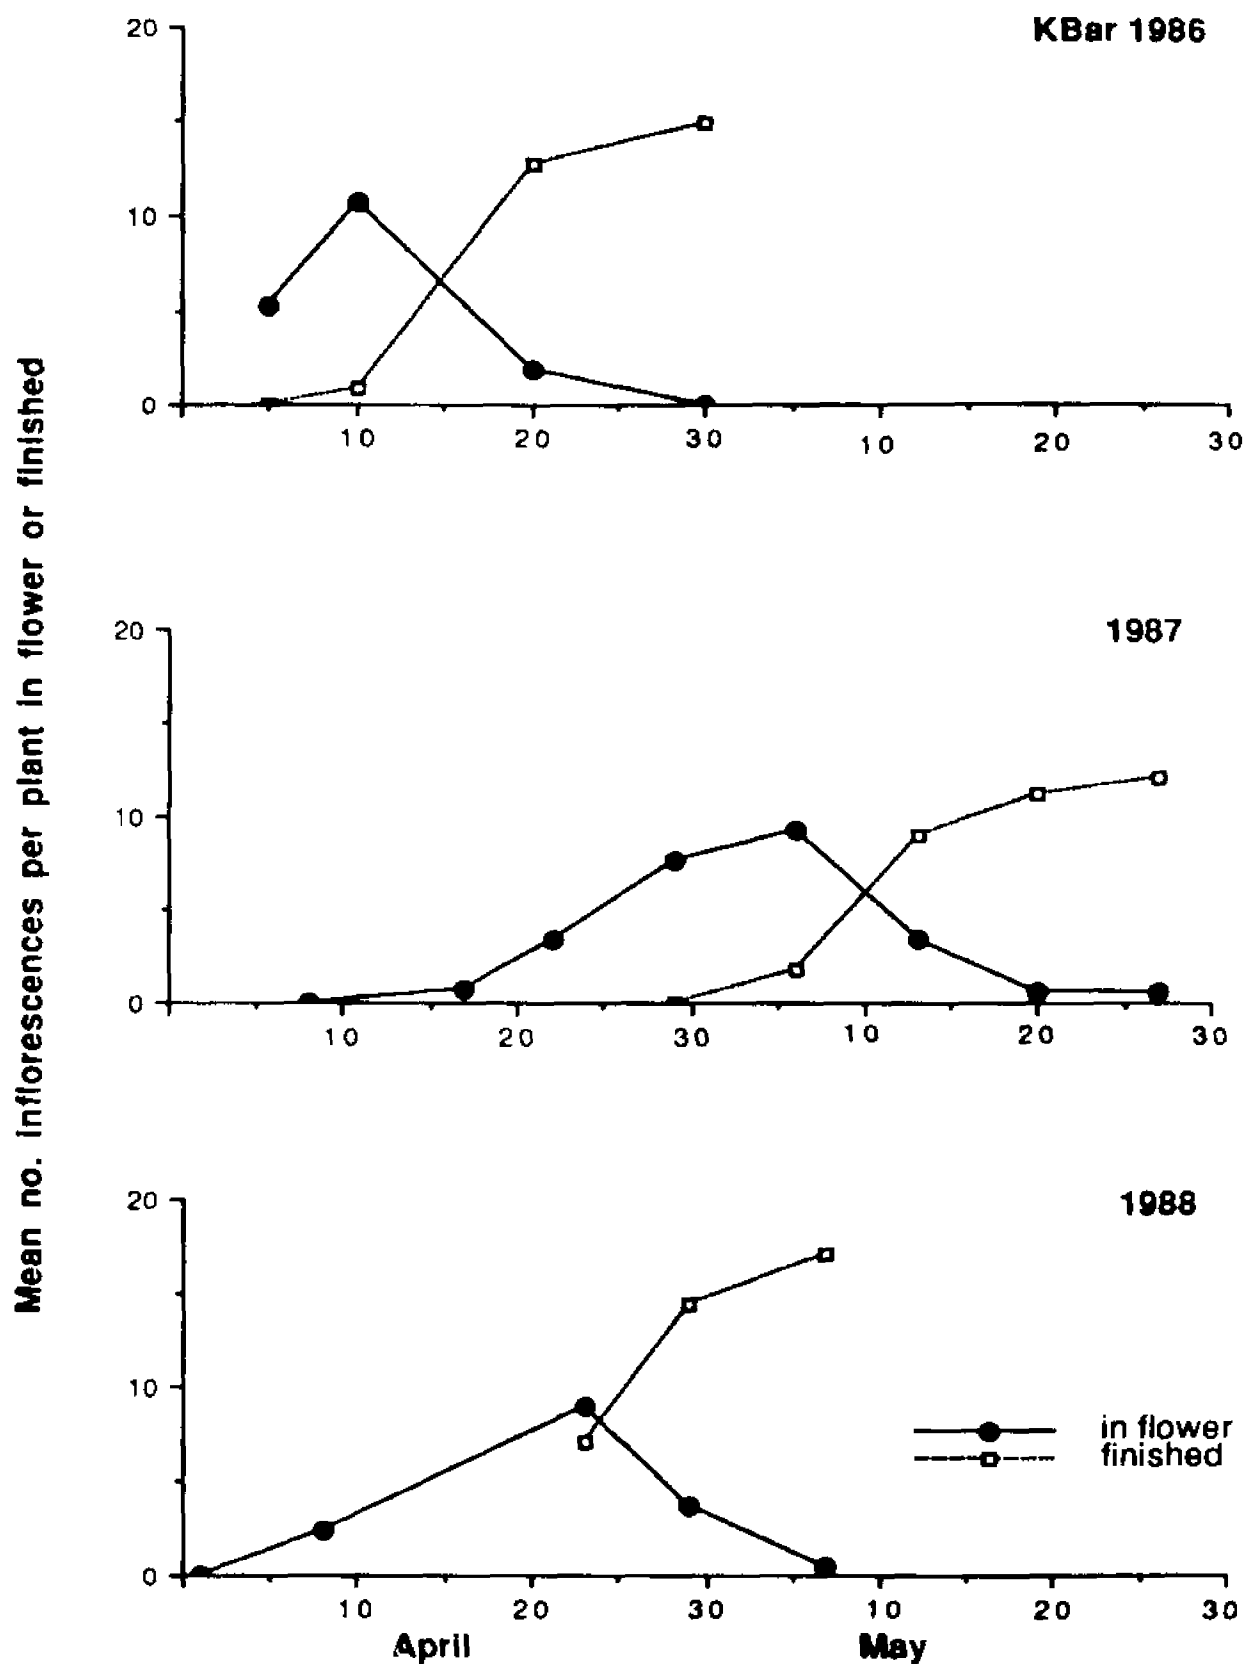 Mean no. inflorescences per plant in flower or finished
KBar 1986
20
10
0
10 20 30 10 20 30
1987
20
10
0
10 20 30 10 20 30
1988
20
10
0
in flower
finished
10 20 30 10 20 30
April May